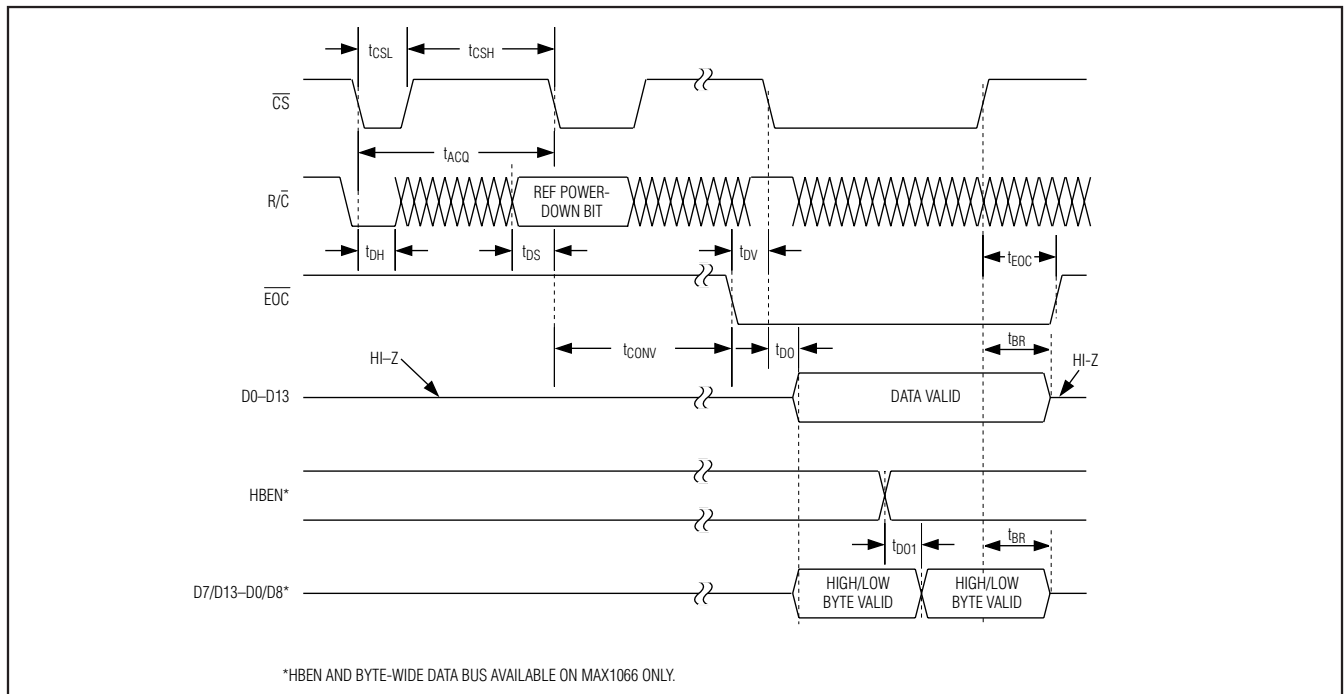 tCSL
tCSH
CS
tACQ
R/C
REF POWER-
DOWN BIT
tDH
tDS
tDV
tEOC
EOC
tCONV
tDO
tBR
HI–Z
HI-Z
D0–D13
DATA VALID
HBEN*
tDO1
tBR
D7/D13–D0/D8*
HIGH/LOW
BYTE VALID
HIGH/LOW
BYTE VALID
*HBEN AND BYTE-WIDE DATA BUS AVAILABLE ON MAX1066 ONLY.